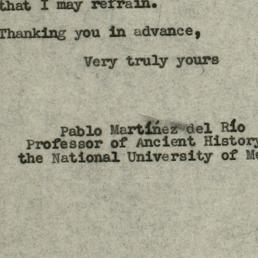 that I may refrain.
Thanking you in advance,
Very truly yours
Pablo Martínez del Río
Professor of Ancient History
the National University of Me